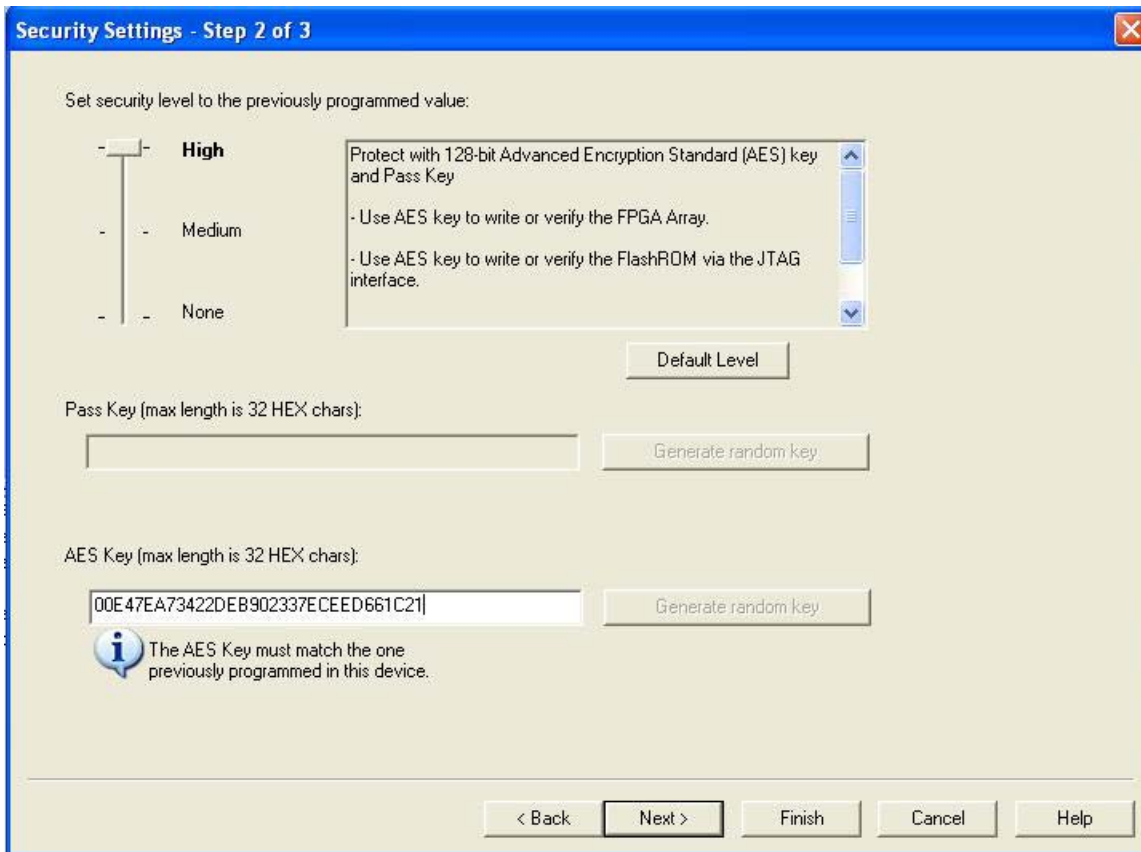 Security Settings - Step 2 of 3
Set security level to the previously programmed value:
High
Medium
None
Protect with 128-bit Advanced Encryption Standard (AES) key
and Pass Key
- Use AES key to write or verify the FPGA Array.
- Use AES key to write or verify the FlashROM via the JTAG
interface.
Default Level
Pass Key (max length is 32 HEX chars):
Generate random key
AES Key (max length is 32 HEX chars):
00E47EA73422DEB902337ECEED661C21
Generate random key
The AES Key must match the one
previously programmed in this device.
< Back
Next >
Finish
Cancel
Help